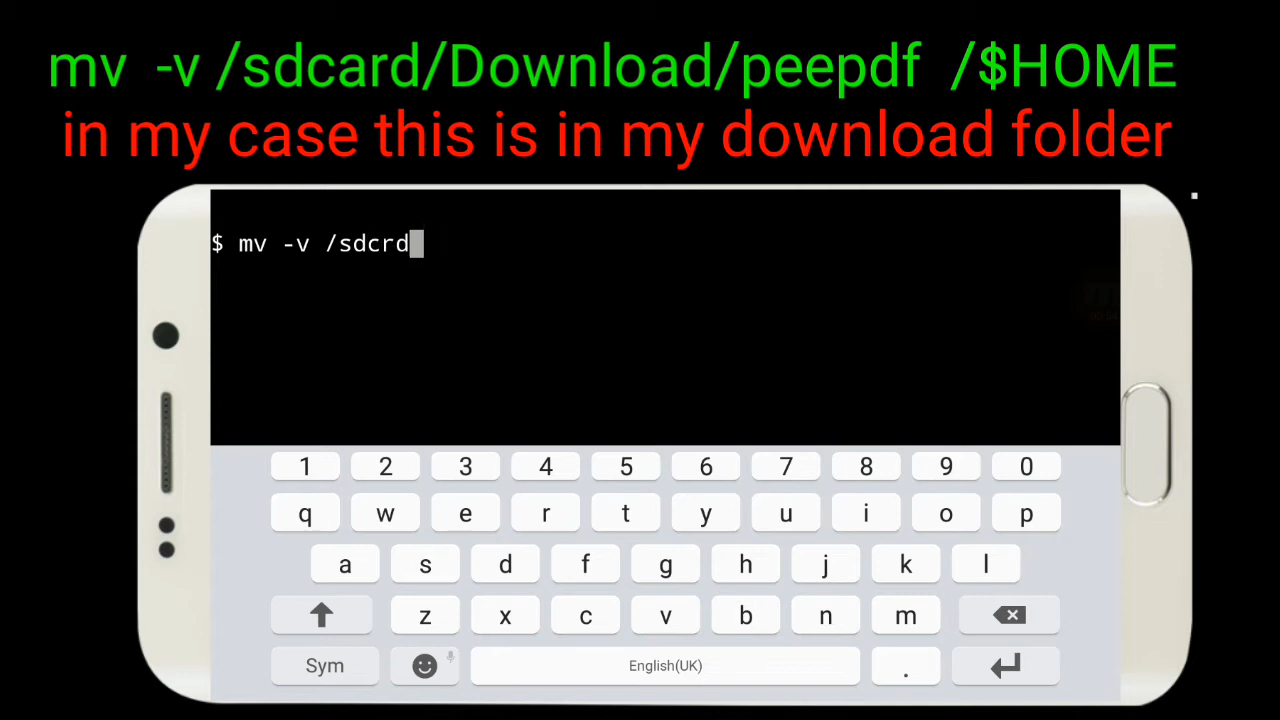 mv -v /sdcard/Download/peepdf /$HOME
in my case this is in my download folder
$ mv -v /sdcrd
1 2 3 4 5 6 7 8 9 0
q w e r t y u i o p
a s d f g h j k l
z x c v b n m
Sym English(UK) .